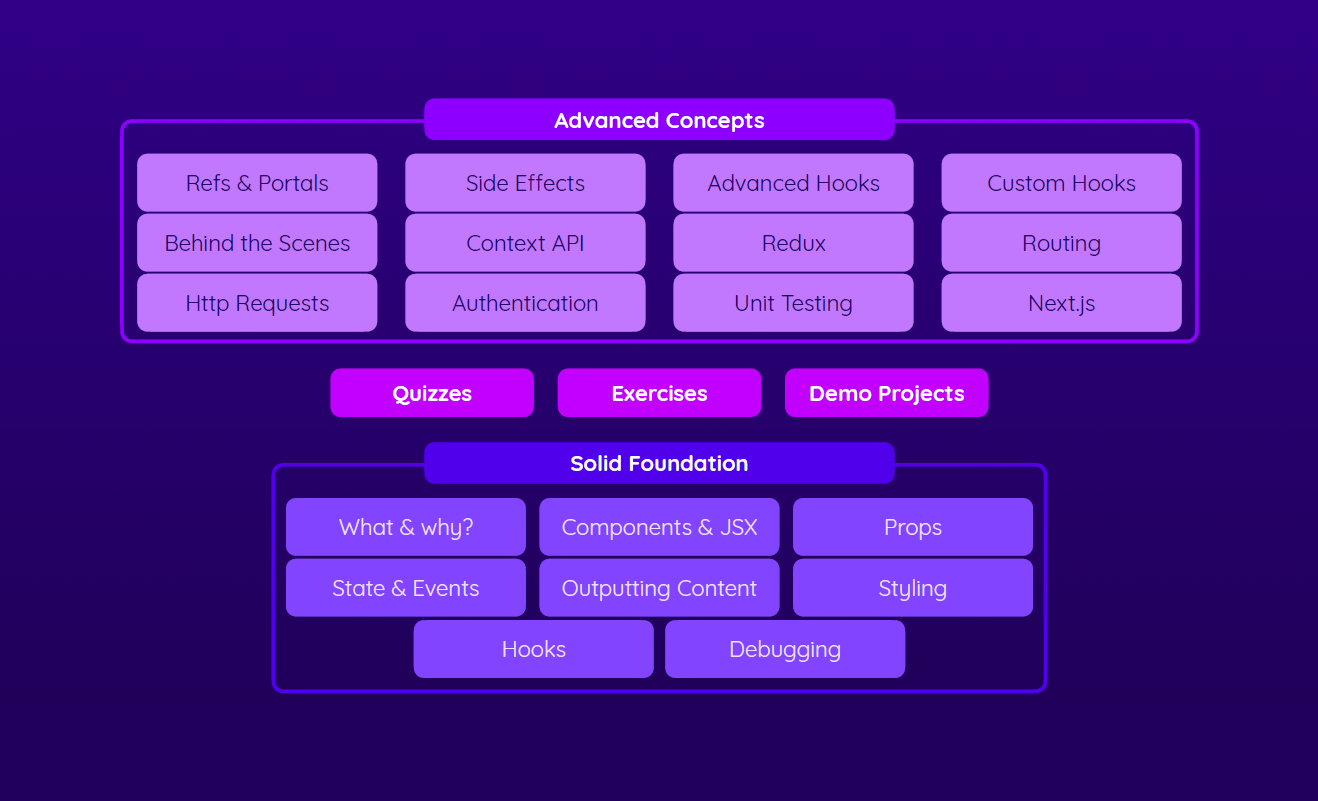 Advanced Concepts
Refs & Portals
Side Effects
Advanced Hooks
Custom Hooks
Behind the Scenes
Context API
Redux
Routing
Http Requests
Authentication
Unit Testing
Next.js
Quizzes
Exercises
Demo Projects
Solid Foundation
What & why?
Components & JSX
Props
State & Events
Outputting Content
Styling
Hooks
Debugging